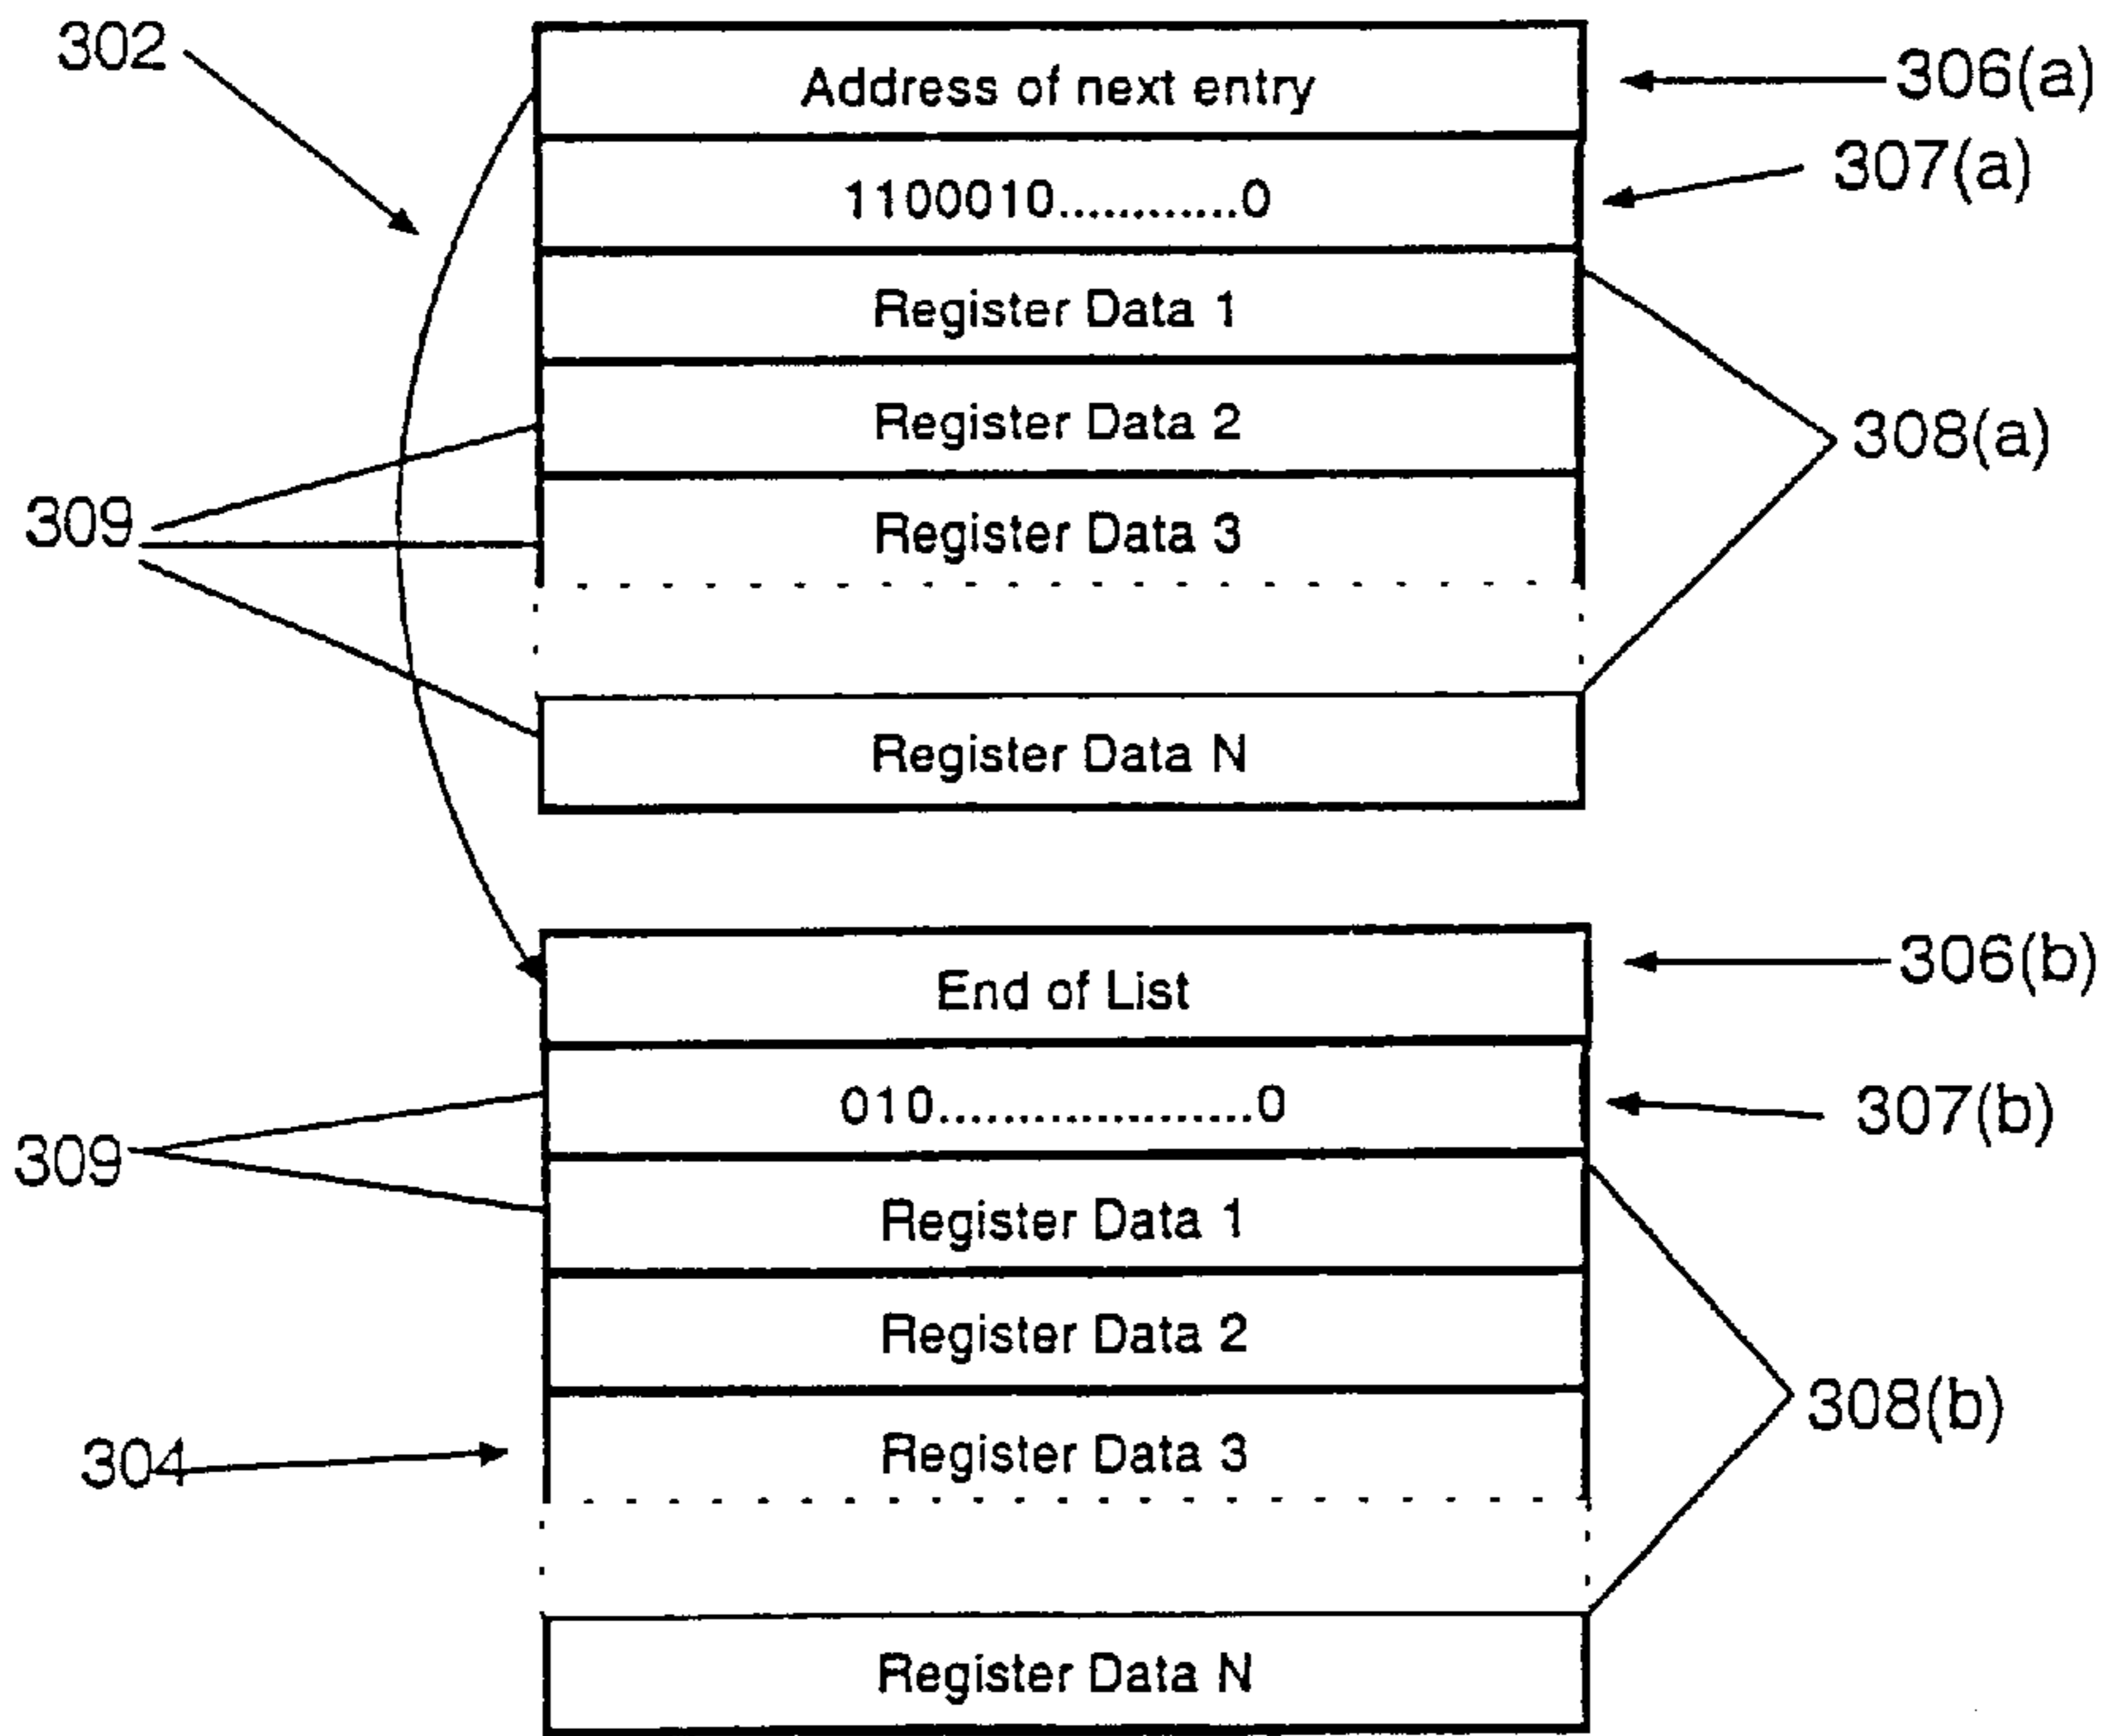 302
Address of next entry
306(a)
1100010............0
307(a)
Register Data 1
Register Data 2
308(a)
309
Register Data 3
Register Data N
End of List
306(b)
010.....................0
307(b)
309
Register Data 1
Register Data 2
308(b)
304
Register Data 3
Register Data N